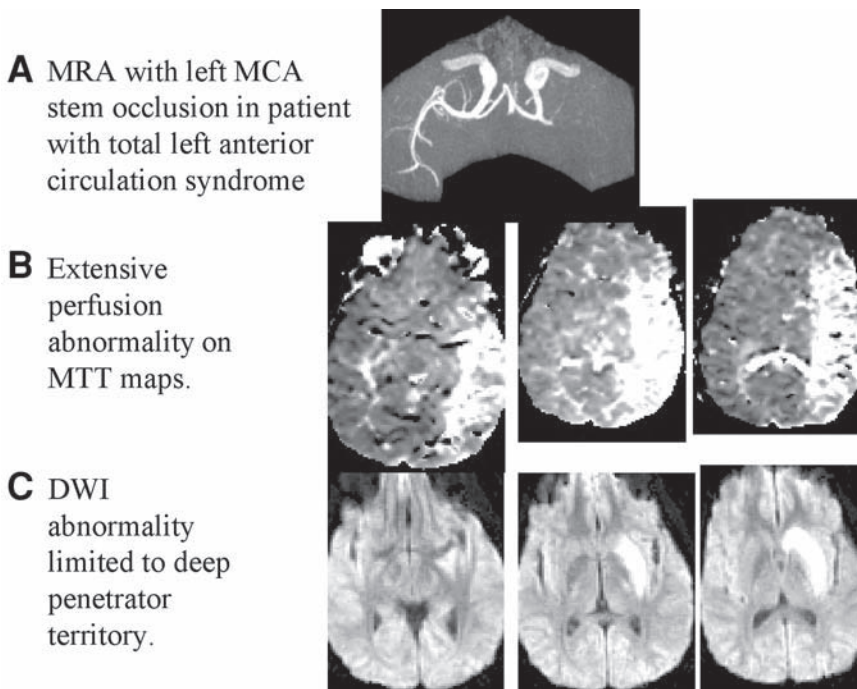 A MRA with left MCA
stem occlusion in patient
with total left anterior
circulation syndrome
B Extensive
perfusion
abnormality on
MTT maps.
C DWI
abnormality
limited to deep
penetrator
territory.